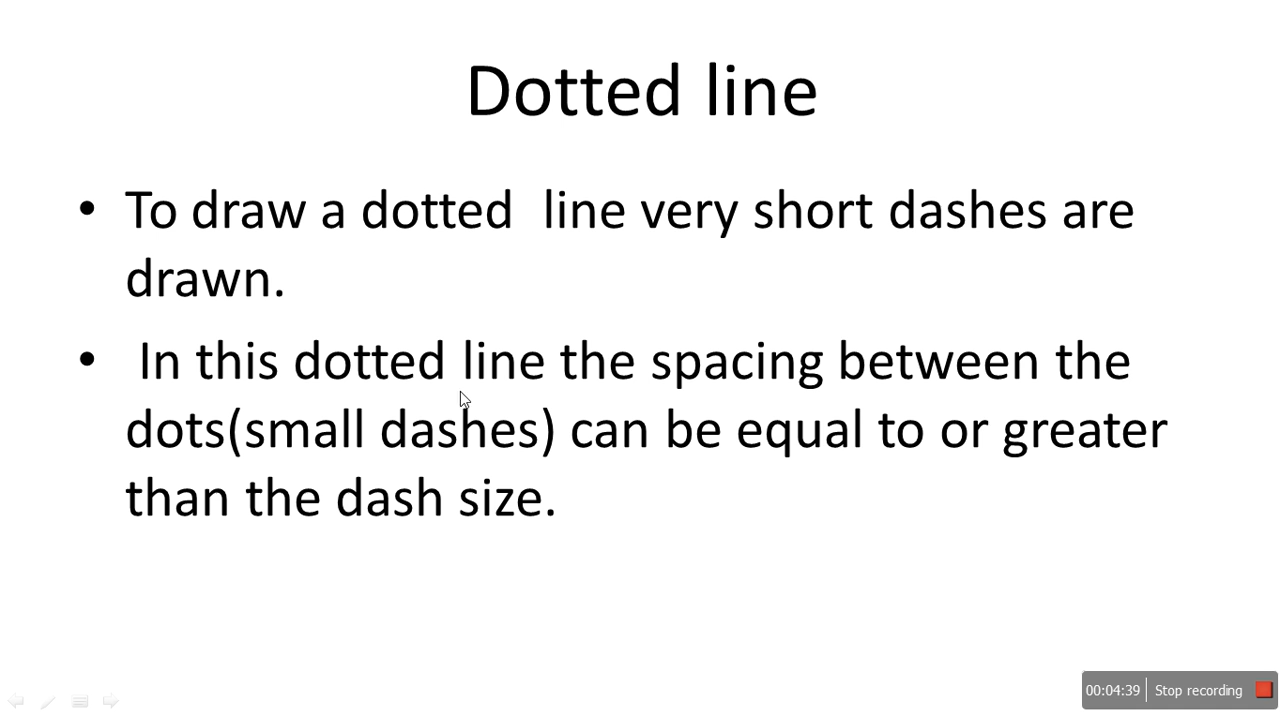 Dotted line
• To draw a dotted  line very short dashes are
drawn.
•  In this dotted line the spacing between the
dots(small dashes) can be equal to or greater
than the dash size.
00:04:39 Stop recording